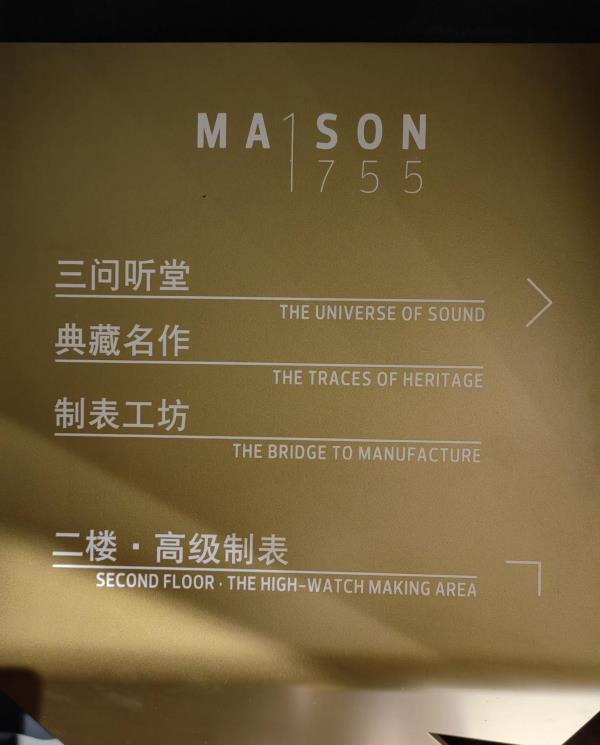 MA1SON
1755
三问听堂
THE UNIVERSE OF SOUND
典藏名作
THE TRACES OF HERITAGE
制表工坊
THE BRIDGE TO MANUFACTURE
二楼·高级制表
SECOND FLOOR · THE HIGH-WATCH MAKING AREA